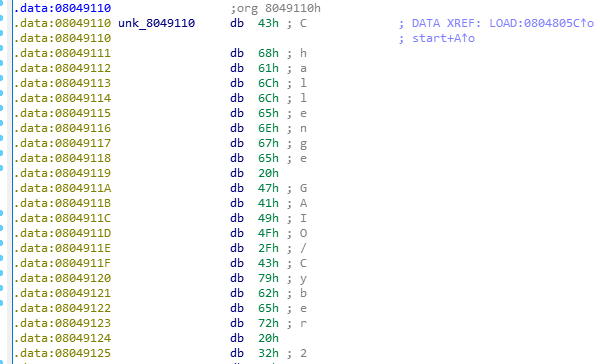 .data:08049110 ;org 8049110h
.data:08049110 unk_8049110 db 43h ; C ; DATA XREF: LOAD:0804805C↑o
.data:08049110 ; start+A↑o
.data:08049111 db 68h ; h
.data:08049112 db 61h ; a
.data:08049113 db 6Ch ; l
.data:08049114 db 6Ch ; l
.data:08049115 db 65h ; e
.data:08049116 db 6Eh ; n
.data:08049117 db 67h ; g
.data:08049118 db 65h ; e
.data:08049119 db 20h
.data:0804911A db 47h ; G
.data:0804911B db 41h ; A
.data:0804911C db 49h ; I
.data:0804911D db 4Fh ; O
.data:0804911E db 2Fh ; /
.data:0804911F db 43h ; C
.data:08049120 db 79h ; y
.data:08049121 db 62h ; b
.data:08049122 db 65h ; e
.data:08049123 db 72h ; r
.data:08049124 db 20h
.data:08049125 db 32h ; 2